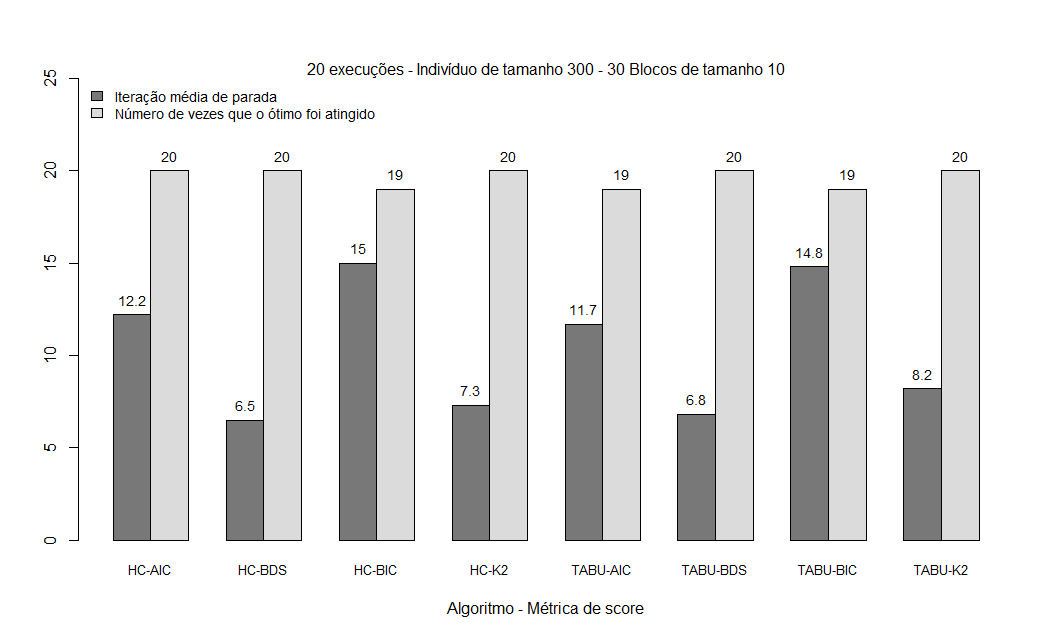 20 execuções - Indivíduo de tamanho 300 - 30 Blocos de tamanho 10
Iteração média de parada
Número de vezes que o ótimo foi atingido
25
20
15
10
5
0
12.2
20
6.5
20
15
19
7.3
20
11.7
19
6.8
20
14.8
19
8.2
20
HC-AIC
HC-BDS
HC-BIC
HC-K2
TABU-AIC
TABU-BDS
TABU-BIC
TABU-K2
Algoritmo - Métrica de score